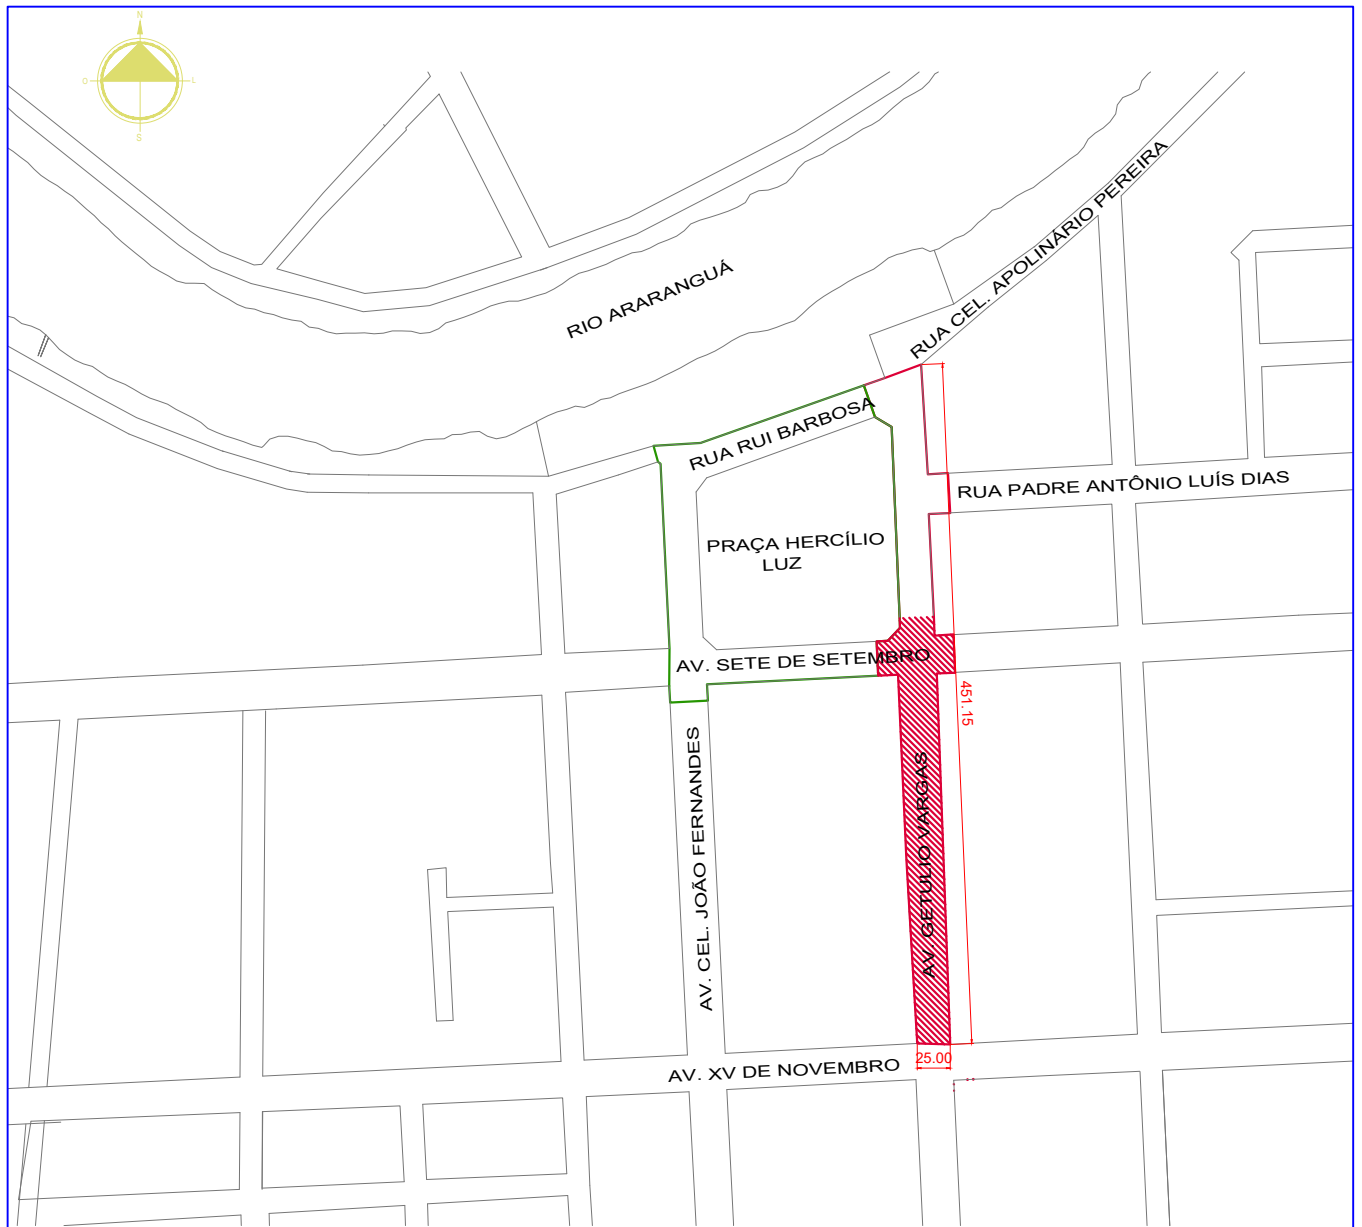 N
O
L
S
RUA CEL. APOLINÁRIO PEREIRA
RIO ARARANGUÁ
RUA RUI BARBOSA
RUA PADRE ANTÔNIO LUÍS DIAS
PRAÇA HERCÍLIO
LUZ
AV. SETE DE SETEMBRO
451.15
AV. CEL. JOÃO FERNANDES
AV. GETULIO VARGAS
25.00
AV. XV DE NOVEMBRO